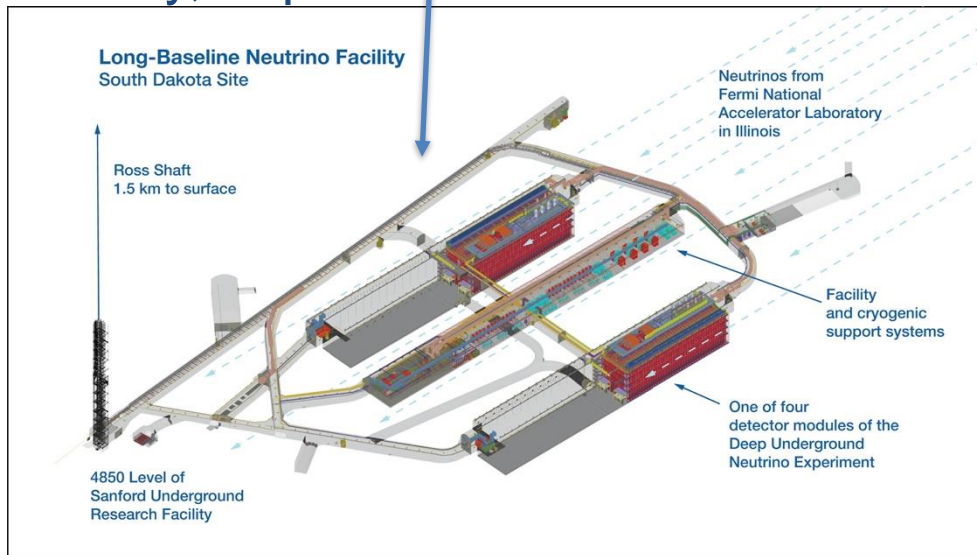 Long-Baseline Neutrino Facility
South Dakota Site
Neutrinos from
Fermi National
Accelerator Laboratory
in Illinois
Ross Shaft
1.5 km to surface
Facility
and cryogenic
support systems
One of four
detector modules of the
Deep Underground
Neutrino Experiment
4850 Level of
Sanford Underground
Research Facility